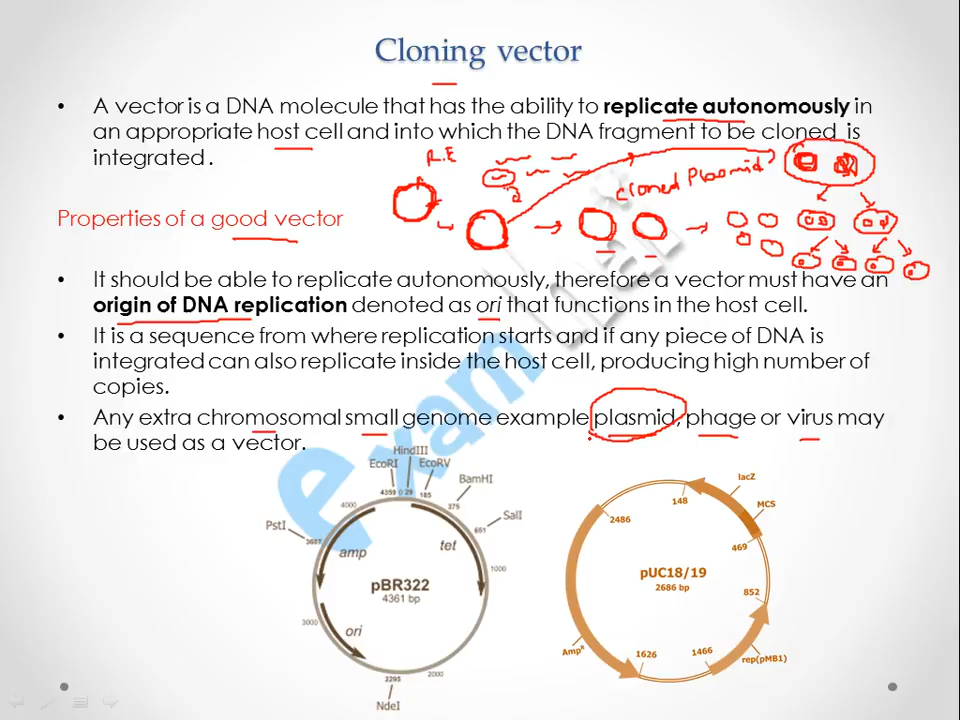 Cloning vector
• A vector is a DNA molecule that has the ability to replicate autonomously in
an appropriate host cell and into which the DNA fragment to be cloned is
integrated .
R.E
Cloned Plasmid
Properties of a good vector
• It should be able to replicate autonomously, therefore a vector must have an
origin of DNA replication denoted as ori that functions in the host cell.
• It is a sequence from where replication starts and if any piece of DNA is
integrated can also replicate inside the host cell, producing high number of
copies.
• Any extra chromosomal small genome example plasmid, phage or virus may
be used as a vector.
HindIII
EcoRI
EcoRV
4359 0 29
185
BamHI
375
SalI
651
PstI
3607
4000
amp
tet
pBR322
4361 bp
1000
3000
ori
2295
2000
NdeI
lacZ
148
MCS
2486
469
pUC18/19
2686 bp
852
AmpR
1626
1466
rep(pMB1)
examhai